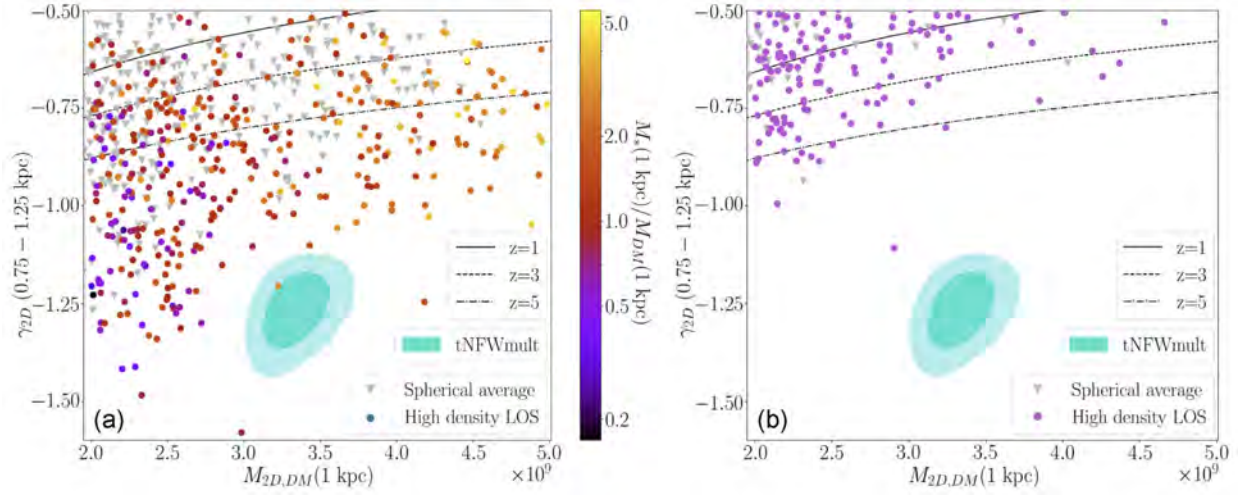 −0.50
−0.75
−1.00
−1.25
−1.50
γ2D(0.75 − 1.25 kpc)
2.0 2.5 3.0 3.5 4.0 4.5 5.0
×10⁹
M2D,DM(1 kpc)
z=1
z=3
z=5
tNFWmult
Spherical average
High density LOS
(a)
5.0
2.0
1.0
0.5
0.2
M*(1 kpc)/MDM(1 kpc)
−0.50
−0.75
−1.00
−1.25
−1.50
γ2D(0.75 − 1.25 kpc)
2.0 2.5 3.0 3.5 4.0 4.5 5.0
×10⁹
M2D,DM(1 kpc)
z=1
z=3
z=5
tNFWmult
Spherical average
High density LOS
(b)